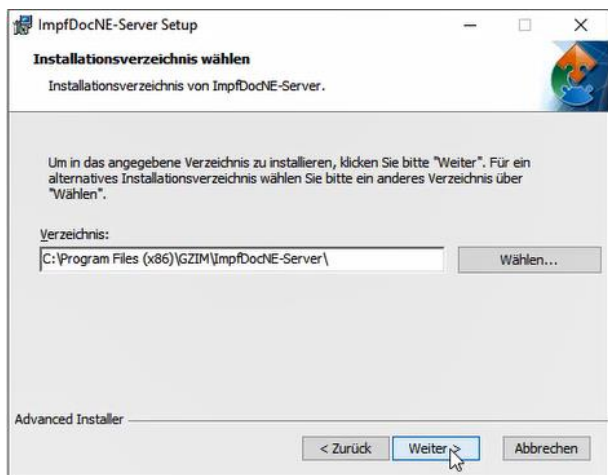 ImpfDocNE-Server Setup
Installationsverzeichnis wählen
Installationsverzeichnis von ImpfDocNE-Server.
Um in das angegebene Verzeichnis zu installieren, klicken Sie bitte "Weiter". Für ein
alternatives Installationsverzeichnis wählen Sie bitte ein anderes Verzeichnis über
"Wählen".
Verzeichnis:
C:\Program Files (x86)\GZIM\ImpfDocNE-Server\
Wählen...
Advanced Installer
< Zurück
Weiter >
Abbrechen